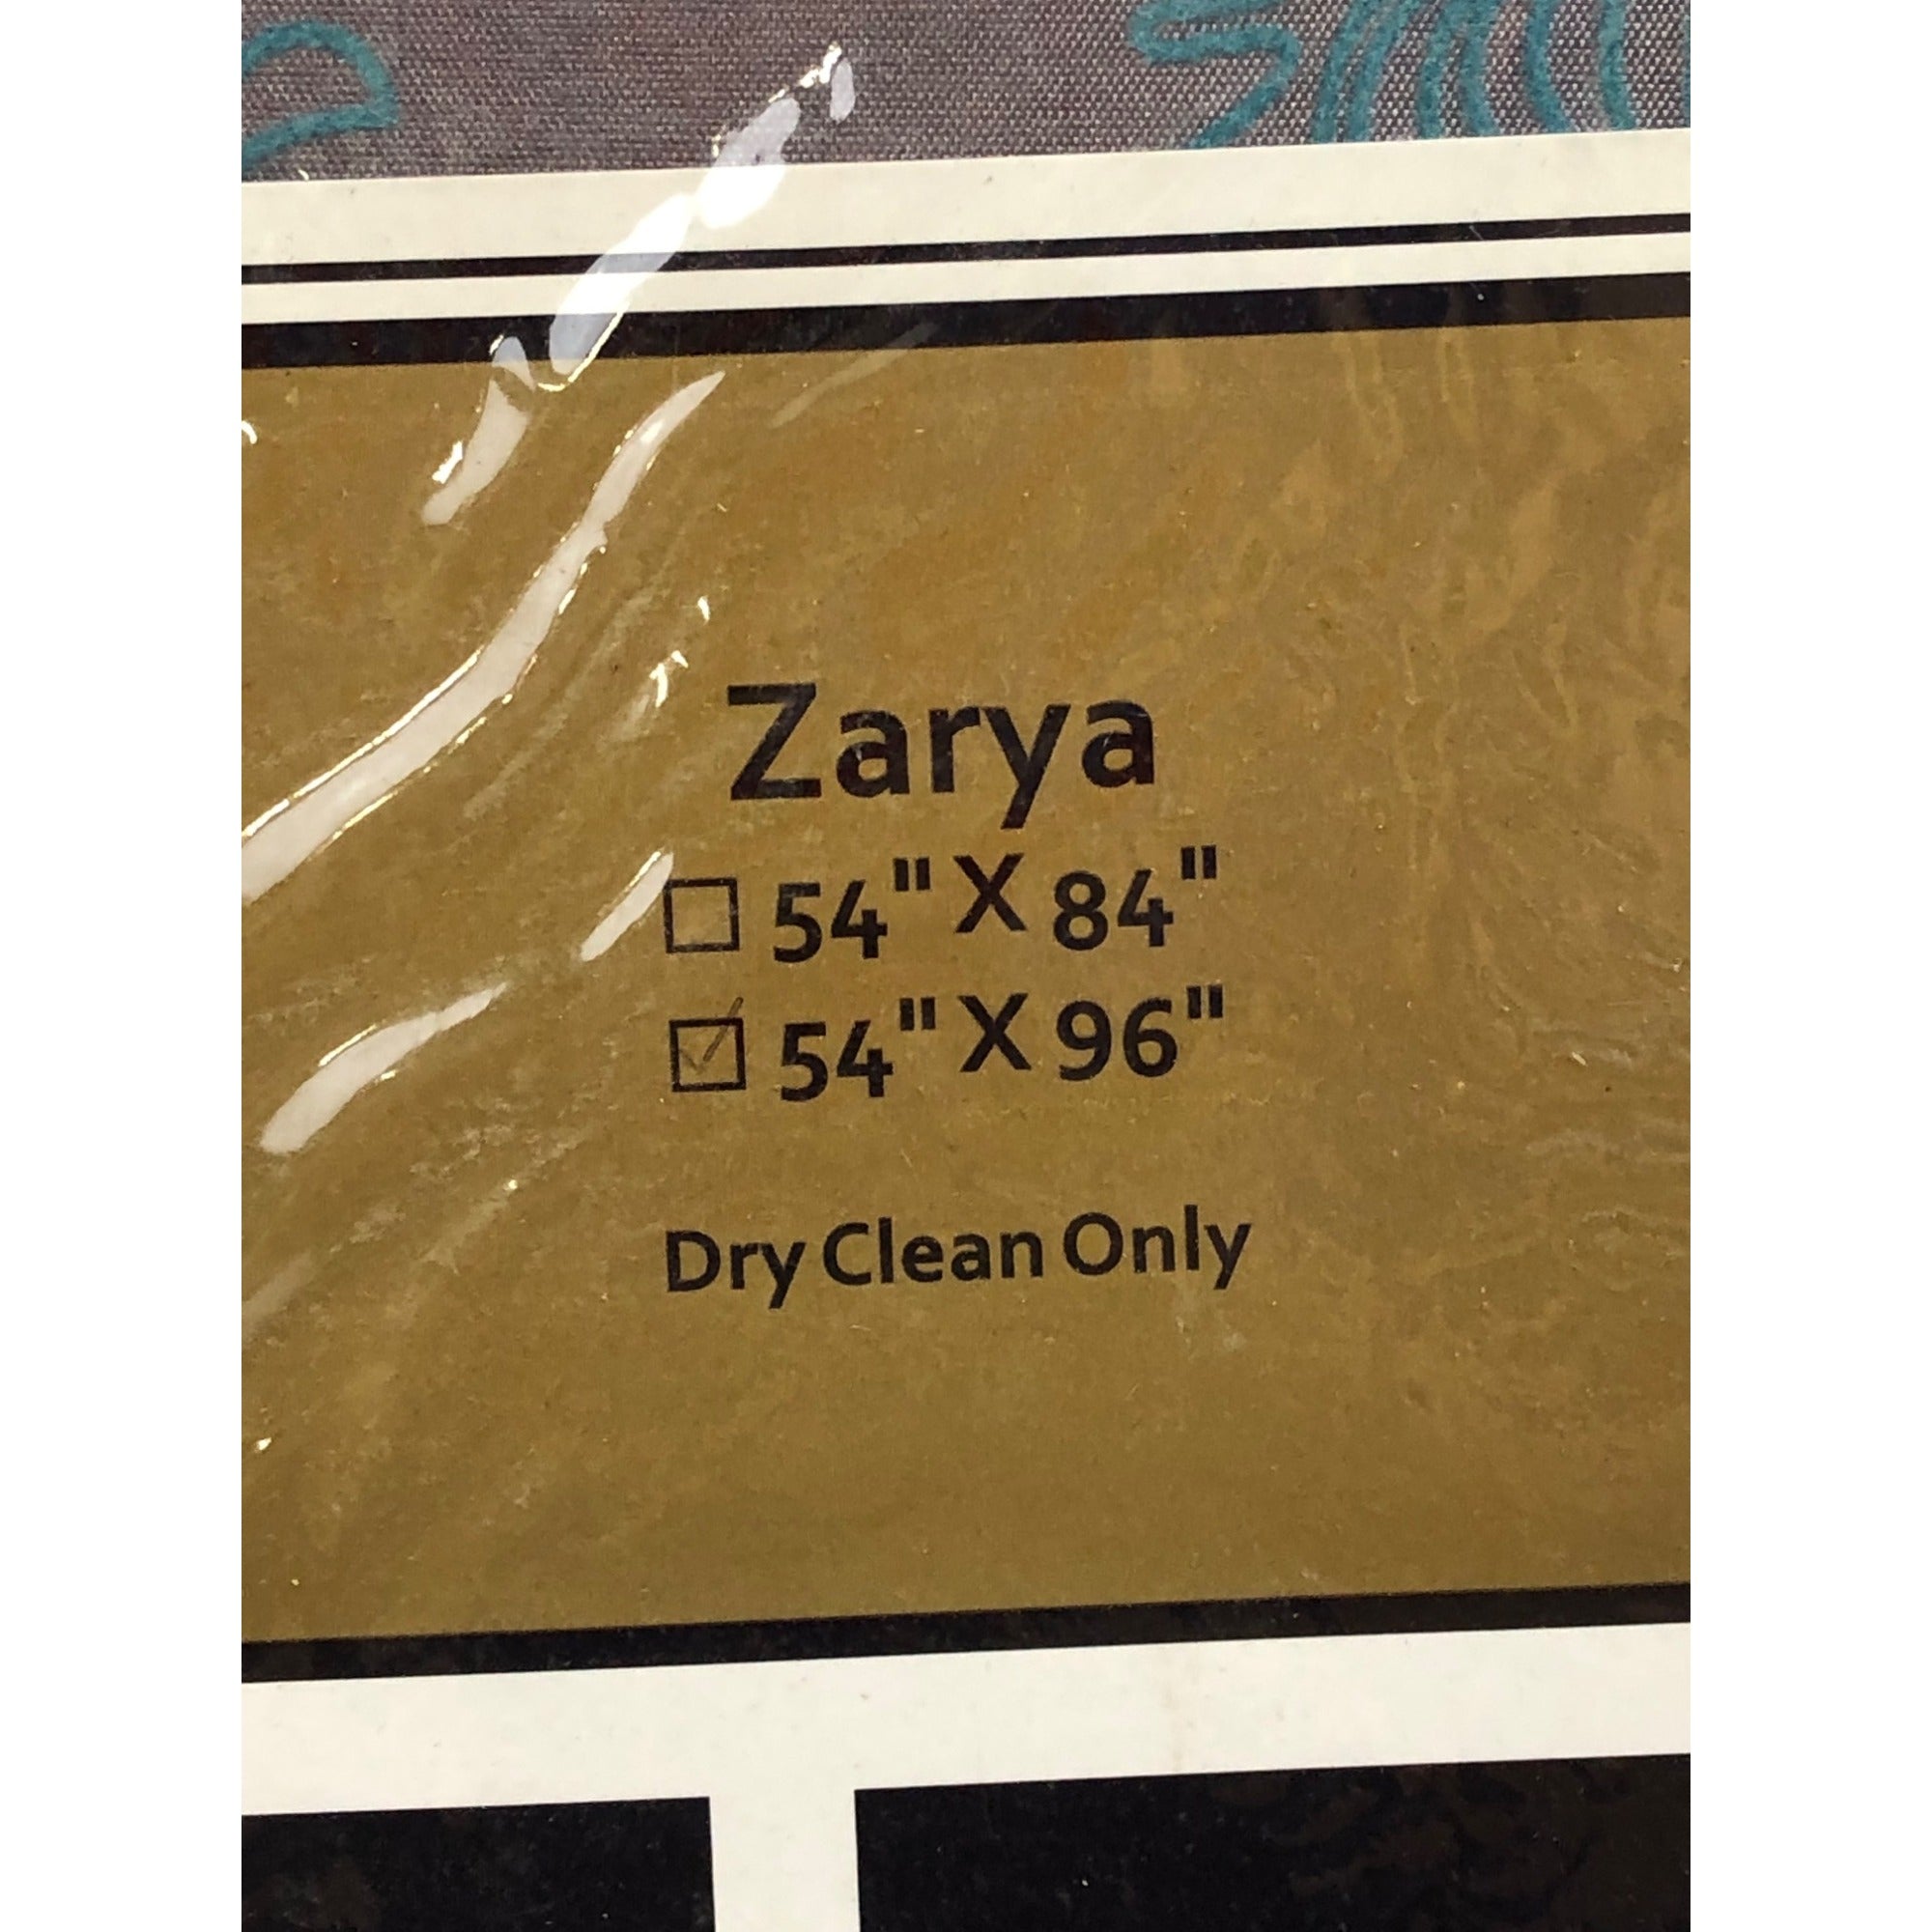 Zarya
☐ 54" X 84"
☑ 54" X 96"
Dry Clean Only